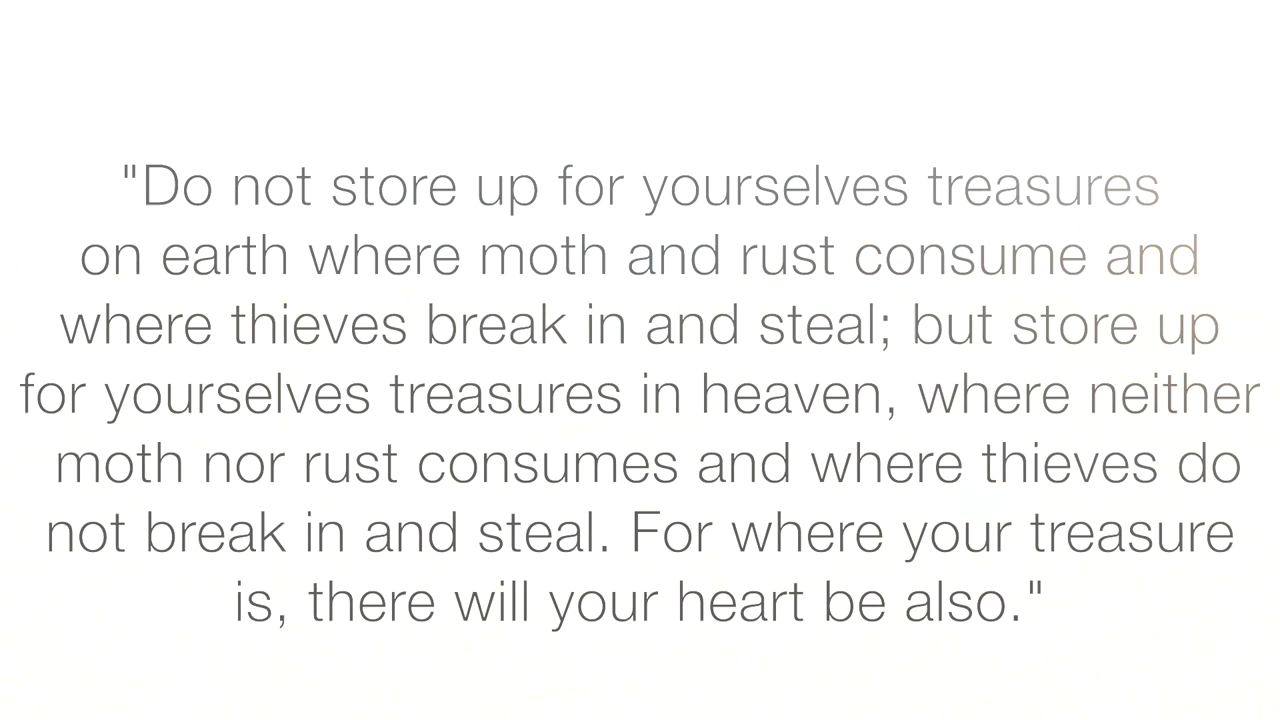 "Do not store up for yourselves treasures
on earth where moth and rust consume and
where thieves break in and steal; but store up
for yourselves treasures in heaven, where neither
moth nor rust consumes and where thieves do
not break in and steal. For where your treasure
is, there will your heart be also."